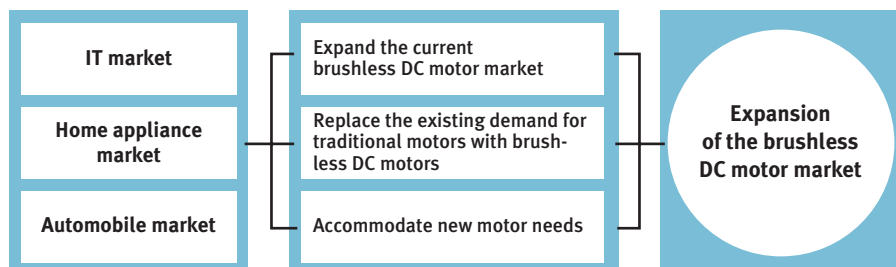 IT market
Home appliance
market
Automobile market
Expand the current
brushless DC motor market
Replace the existing demand for
traditional motors with brush-
less DC motors
Accommodate new motor needs
Expansion
of the brushless
DC motor market